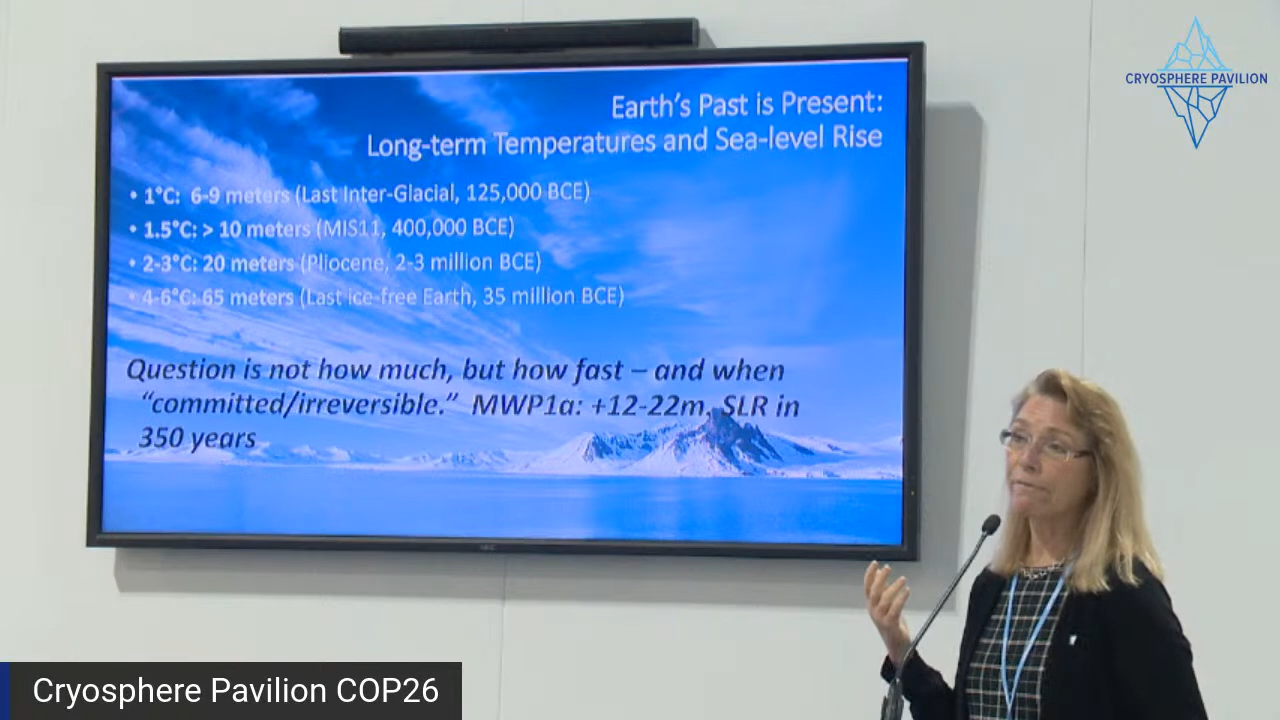 CRYOSPHERE PAVILION
Earth's Past is Present:
Long-term Temperatures and Sea-level Rise
• 1°C: 6-9 meters (Last Inter-Glacial, 125,000 BCE)
• 1.5°C: > 10 meters (MIS11, 400,000 BCE)
• 2-3°C: 20 meters (Pliocene, 2-3 million BCE)
• 4-6°C: 65 meters (Last ice-free Earth, 35 million BCE)
Question is not how much, but how fast – and when
“committed/irreversible.” MWP1a: +12-22m. SLR in
350 years
NEC
Cryosphere Pavilion COP26